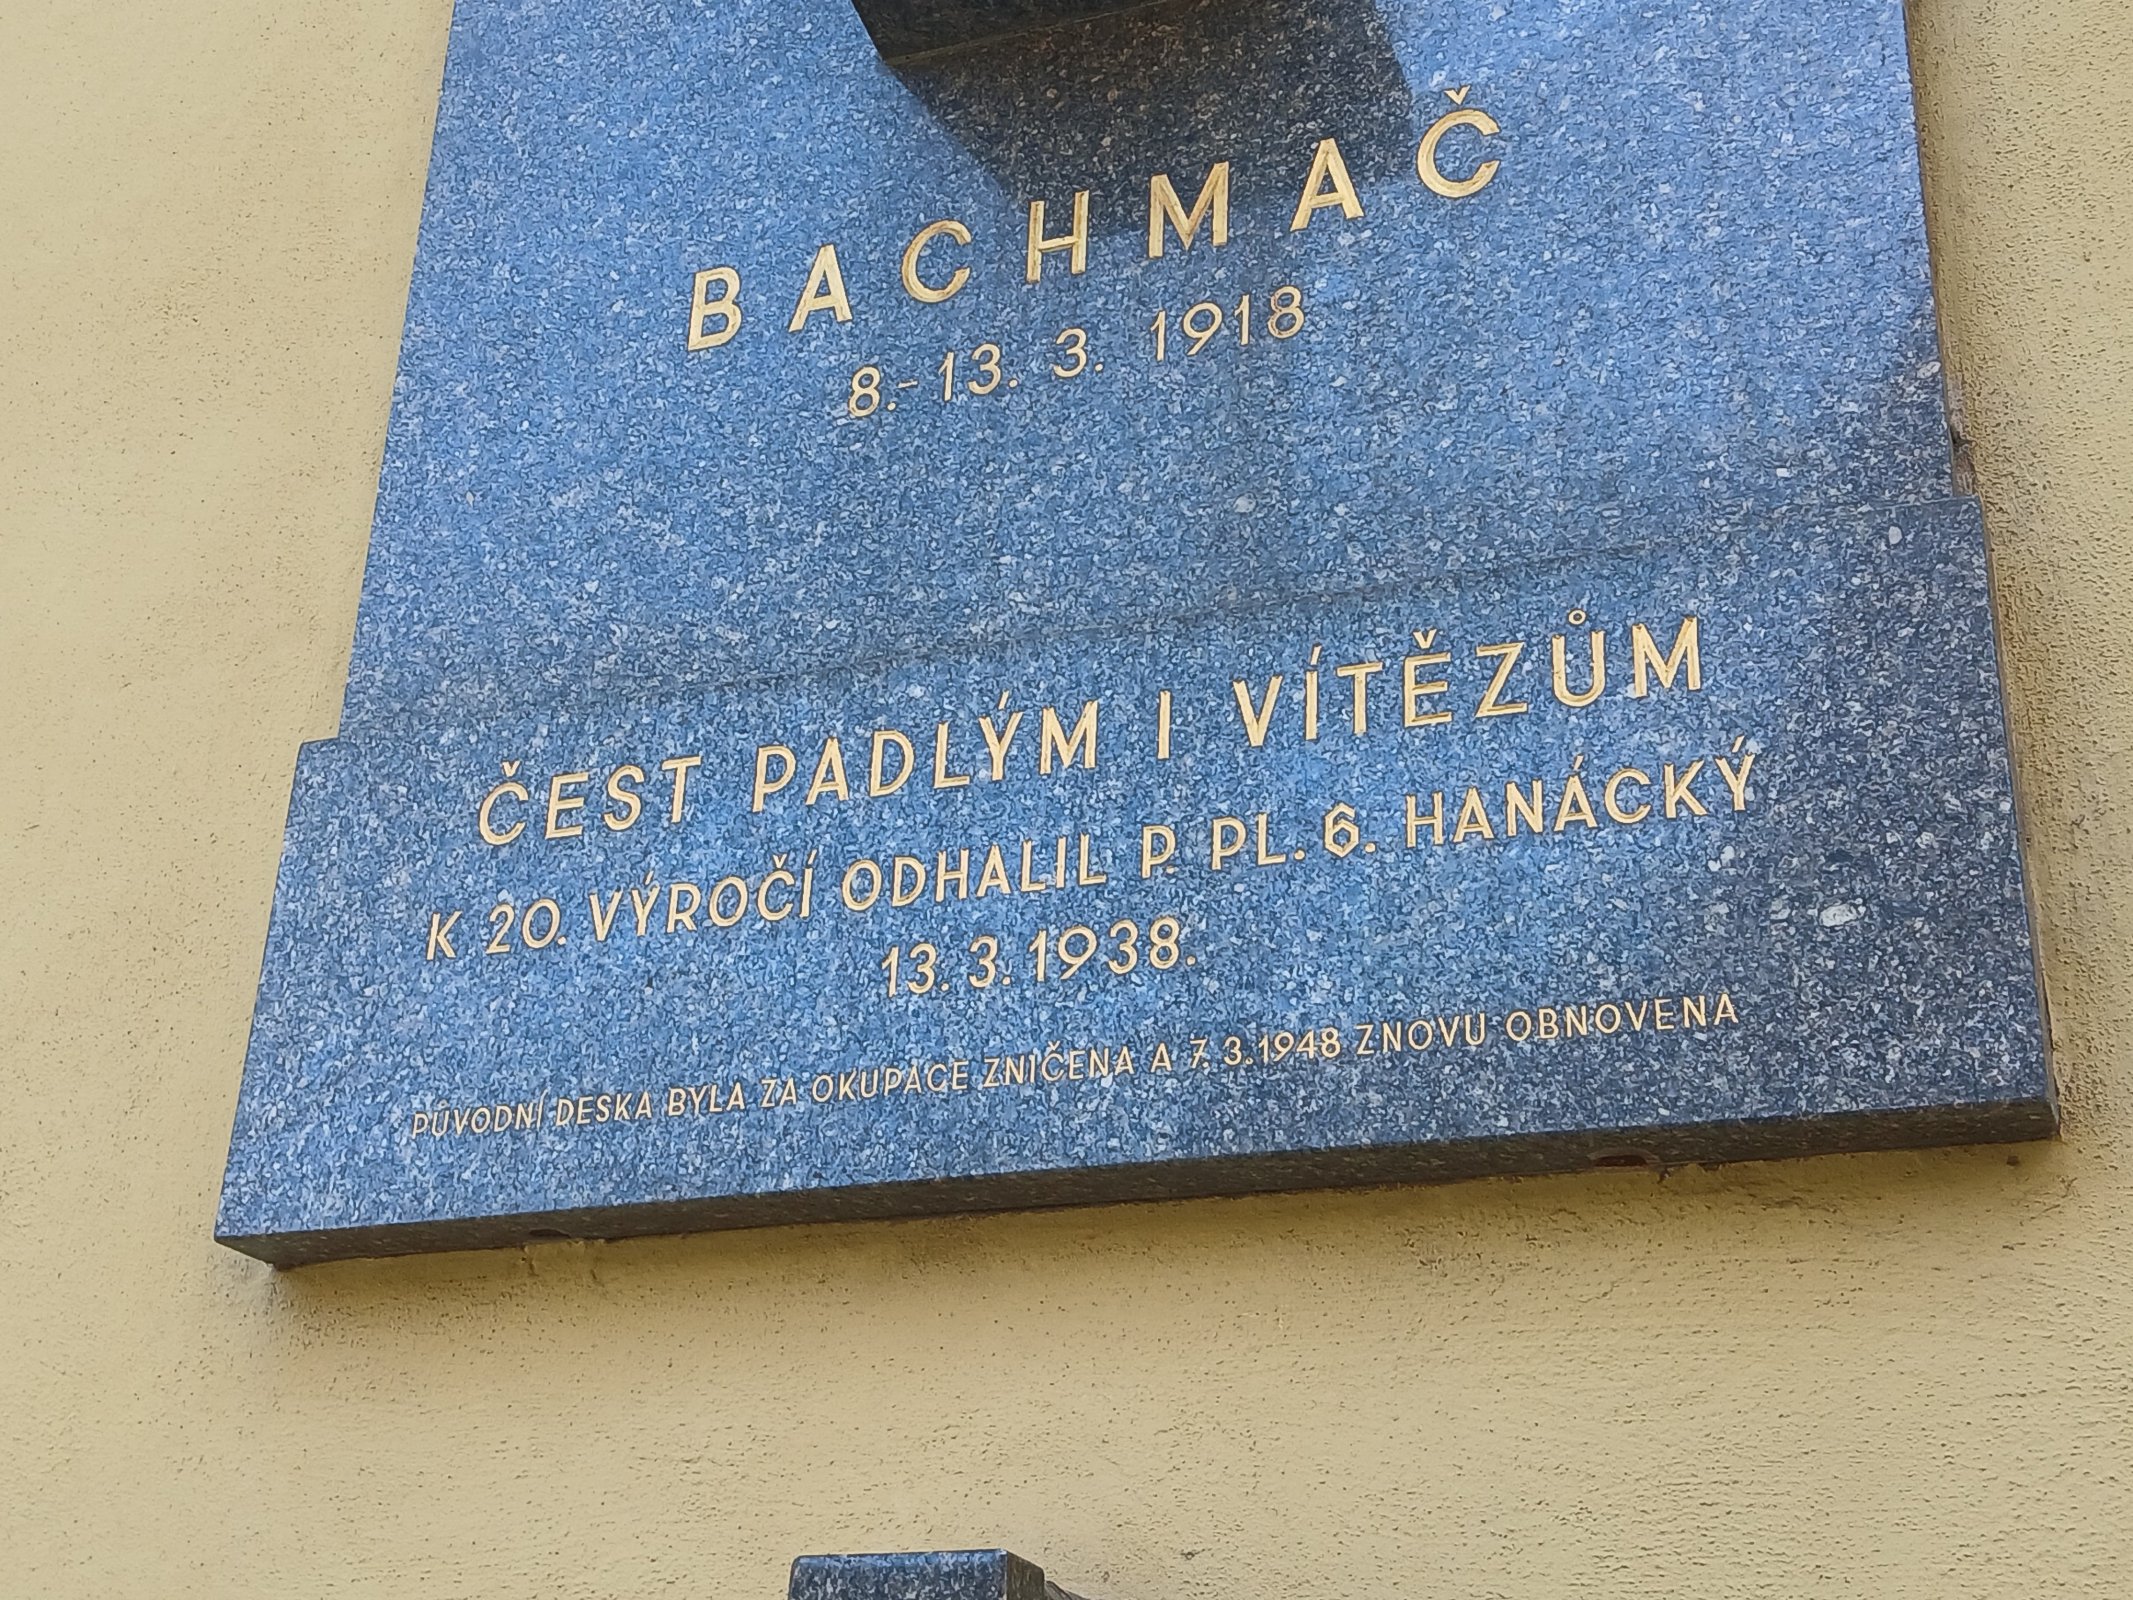 BACHMAČ
8.-13. 3. 1918
ČEST PADLÝM I VÍTĚZŮM
K 20. VÝROČÍ ODHALIL P. PL. 6. HANÁCKÝ
13. 3. 1938.
PŮVODNÍ DESKA BYLA ZA OKUPACE ZNIČENA A 7. 3. 1948 ZNOVU OBNOVENA